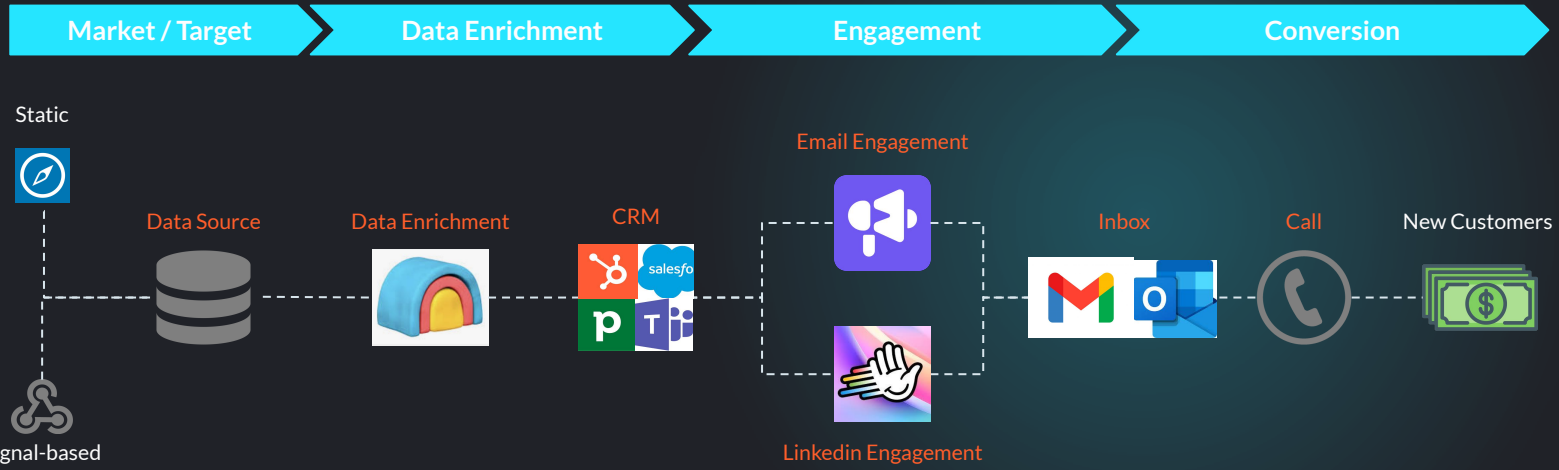 Market / Target
Data Enrichment
Engagement
Conversion
Static
Email Engagement
Data Source
Data Enrichment
CRM
Inbox
Call
New Customers
salesfo
p
T
O
$
Linkedin Engagement
gnal-based